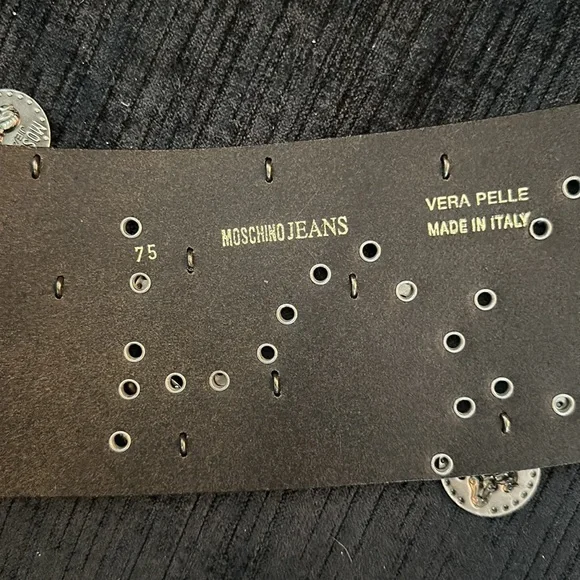 VERA PELLE
MOSCHINO JEANS
MADE IN ITALY
75